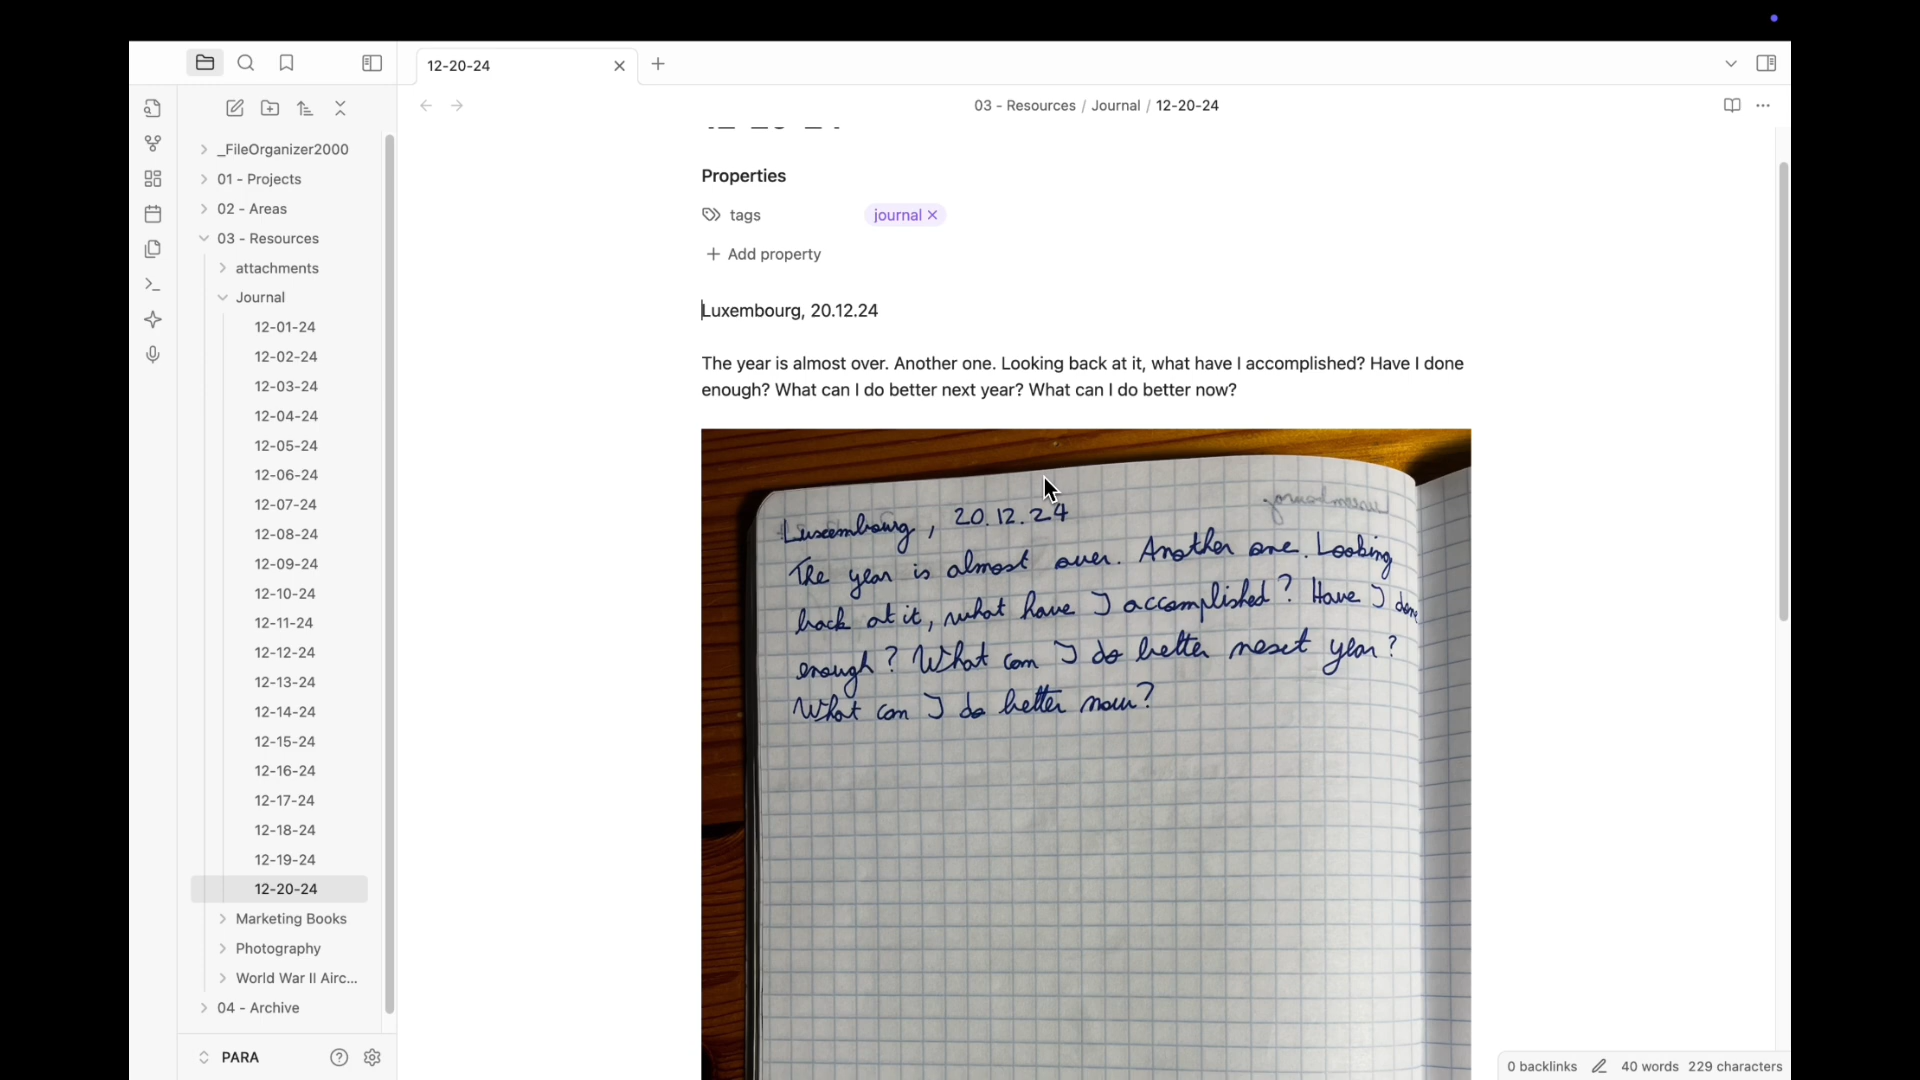 12-20-24
03 - Resources / Journal / 12-20-24
_FileOrganizer2000
01 - Projects
02 - Areas
03 - Resources
attachments
Journal
12-01-24
12-02-24
12-03-24
12-04-24
12-05-24
12-06-24
12-07-24
12-08-24
12-09-24
12-10-24
12-11-24
12-12-24
12-13-24
12-14-24
12-15-24
12-16-24
12-17-24
12-18-24
12-19-24
12-20-24
Marketing Books
Photography
World War II Airc...
04 - Archive
PARA
Properties
tags journal
Add property
Luxembourg, 20.12.24
The year is almost over. Another one. Looking back at it, what have I accomplished? Have I done
enough? What can I do better next year? What can I do better now?
Luxembourg, 20.12.24
The year is almost over. Another one. Looking
back at it, what have I accomplished? Have I done
enough? What can I do better next year?
What can I do better now?
0 backlinks 40 words 229 characters